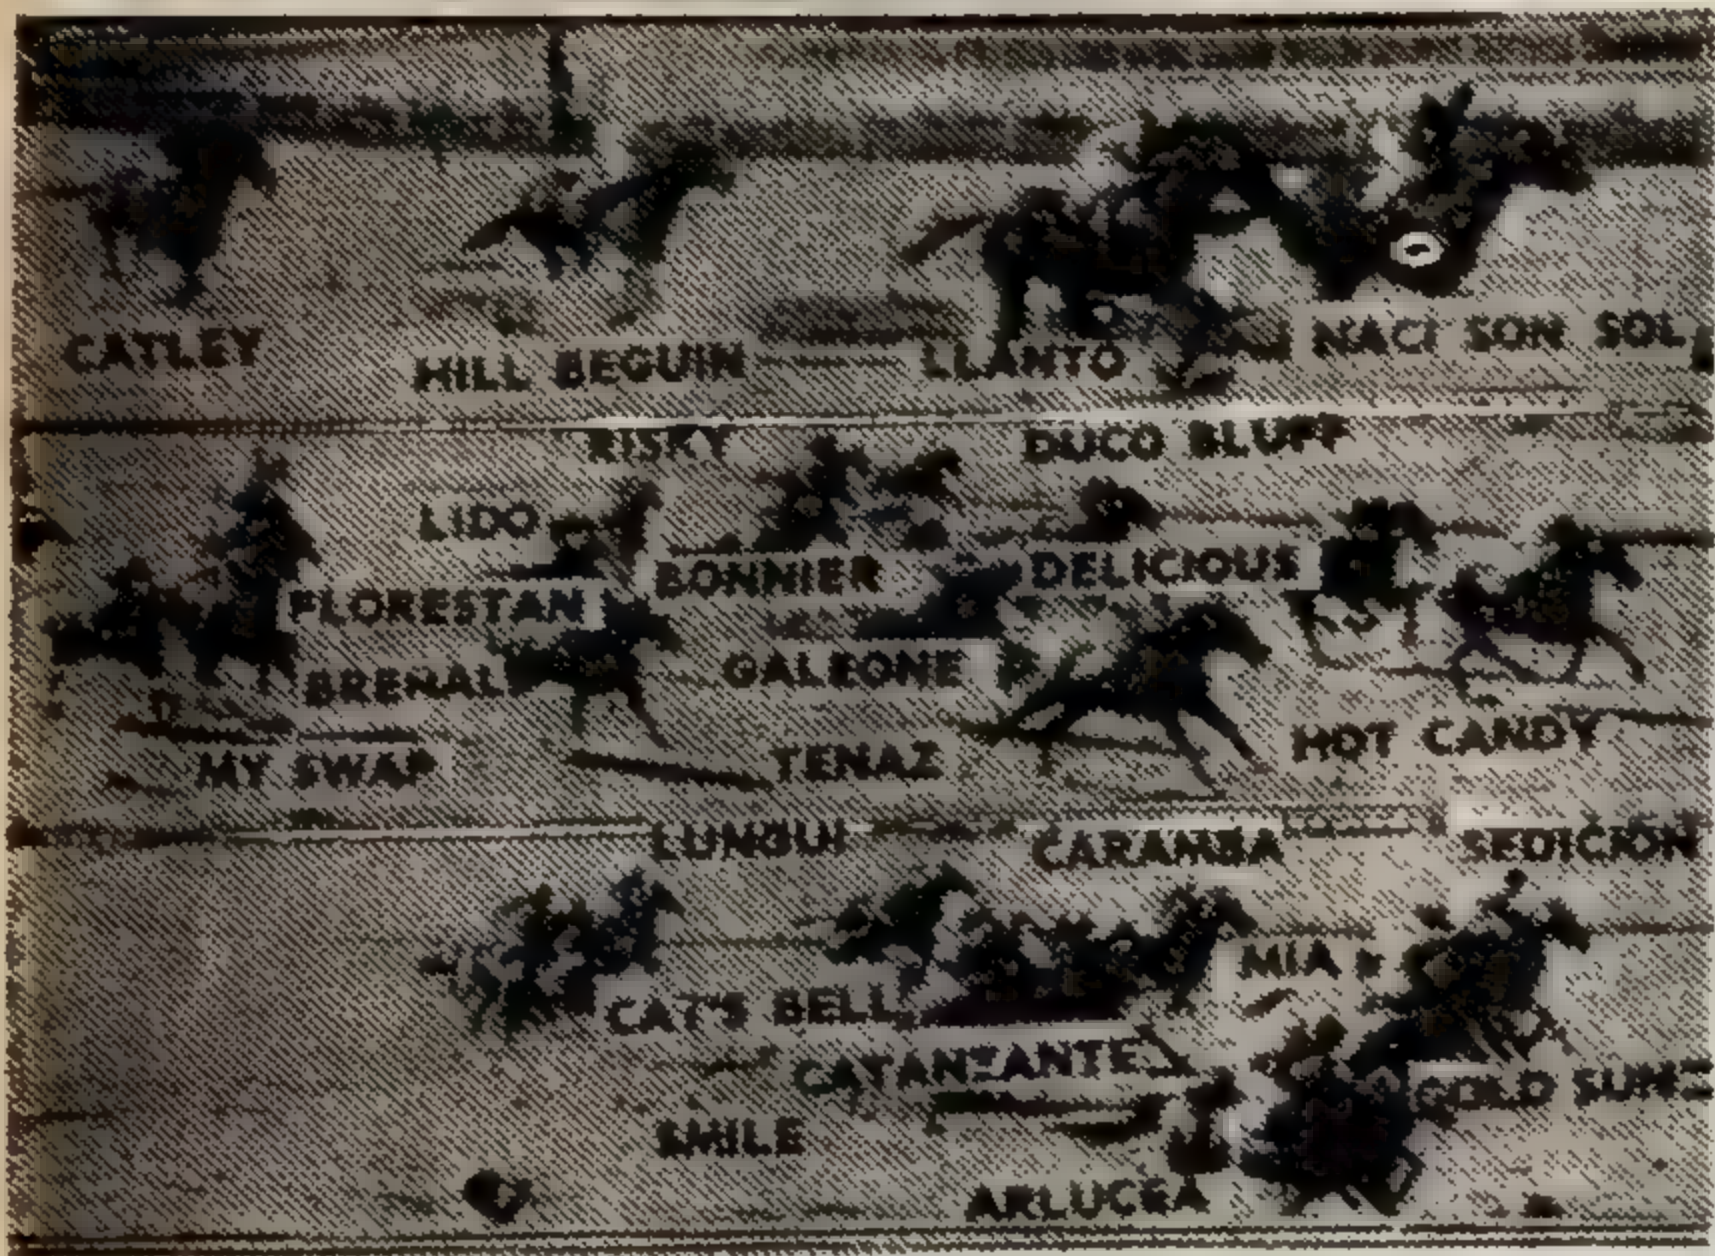 CATLEY
HILL BEGUIN
LLANTO
NACI SON SOL
RISKY
DUCO BLUFF
LIDO
BONNIER
DELICIOUS
FLORESTAN
BRENAL
GALEONE
MY SWAP
TENAZ
HOT CANDY
LUNGUI
CARAMBA
SEDICION
MIA
CAT'S BELL
CATANZANTE
GOLD
SMILE
ARLUCEA